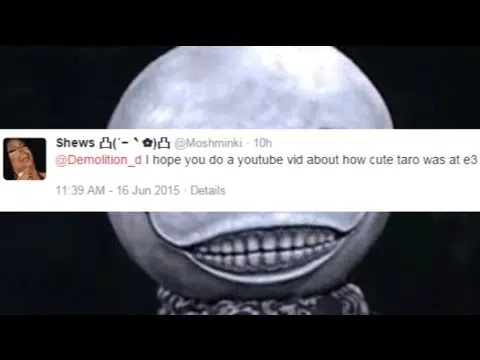 Shews 凸(´− ` ✿)凸 @Moshminki · 10h
@Demolition_d I hope you do a youtube vid about how cute taro was at e3
11:39 AM - 16 Jun 2015 · Details